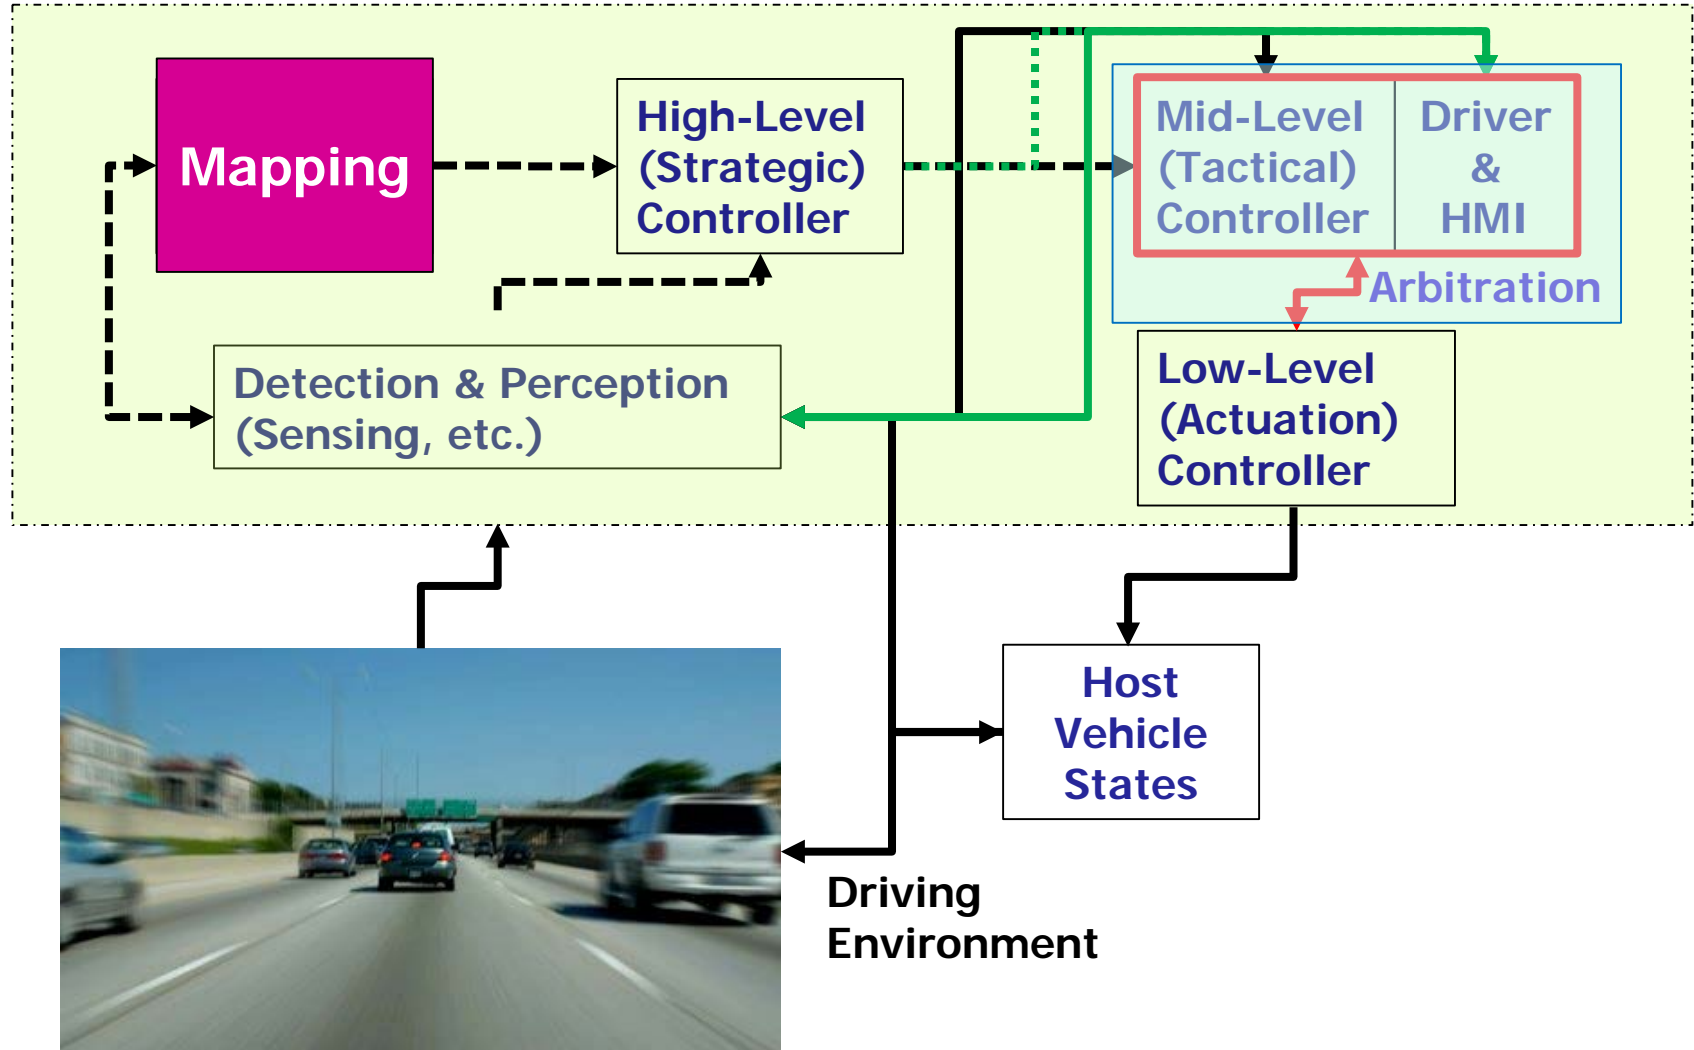 Mapping
High-Level
(Strategic)
Controller
Mid-Level
(Tactical)
Controller
Driver
&
HMI
Arbitration
Detection & Perception
(Sensing, etc.)
Low-Level
(Actuation)
Controller
Host
Vehicle
States
Driving
Environment